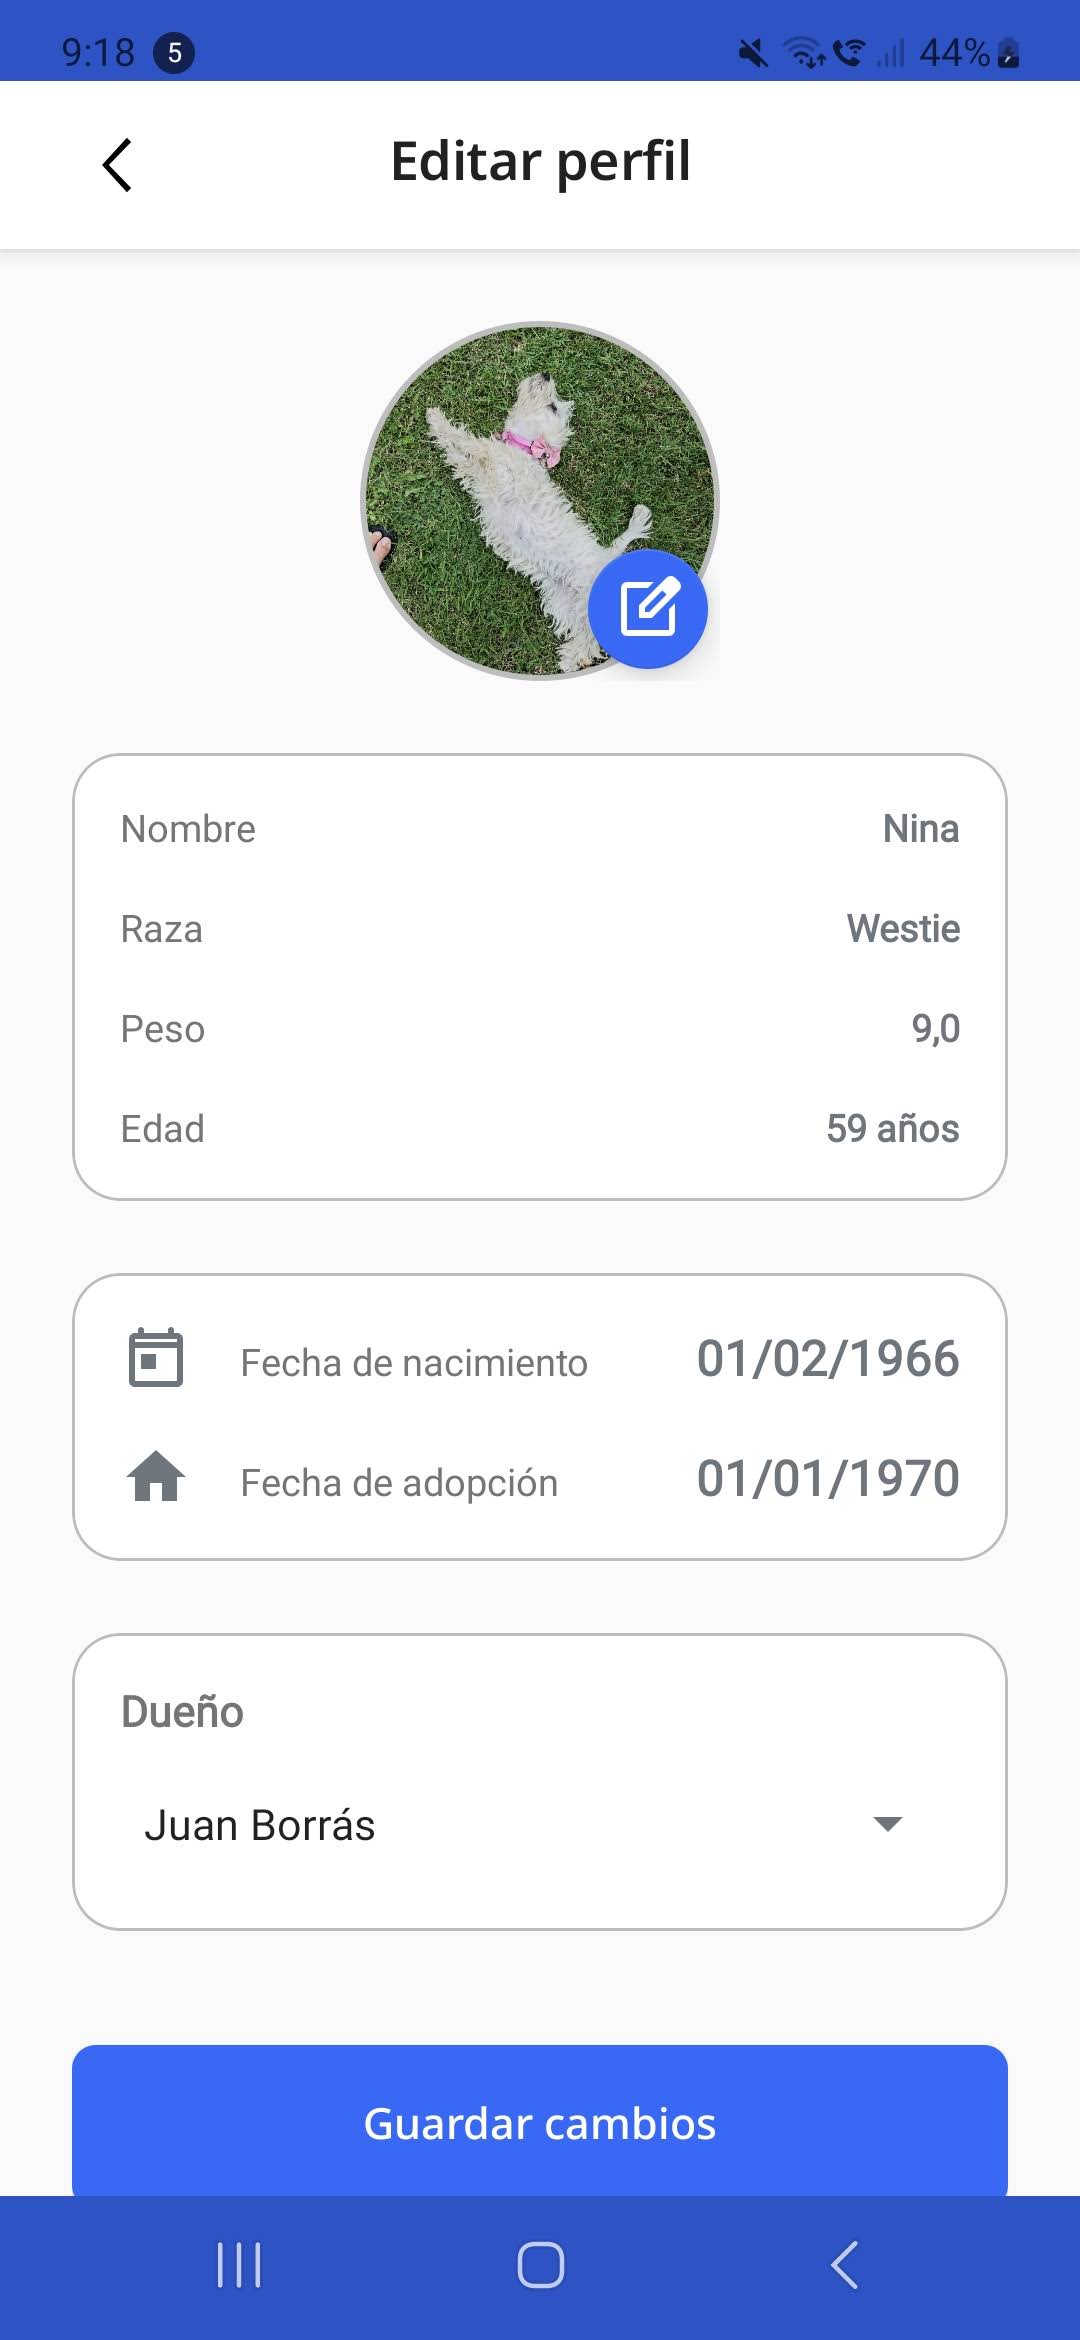 9:18 5 44%
Editar perfil
Nombre Nina
Raza Westie
Peso 9,0
Edad 59 años
Fecha de nacimiento 01/02/1966
Fecha de adopción 01/01/1970
Dueño
Juan Borrás
Guardar cambios